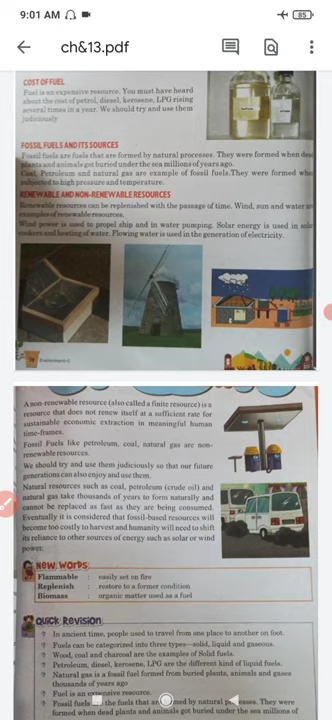 9:01 AM
85
ch&13.pdf
COST OF FUEL
Fuel is an expensive resource. You must have heard
about the cost of petrol, diesel, kerosene, LPG rising
several times in a year. We should try and use them
judiciously
FOSSIL FUELS AND ITS SOURCES
Fossil fuels are fuels that are formed by natural processes. They were formed when dea
plants and animals got buried under the sea millions of years ago.
Coal, Petroleum and natural gas are example of fossil fuels.They were formed whe
subjected to high pressure and temperature.
RENEWABLE AND NON-RENEWABLE RESOURCES
Renewable resources can be replenished with the passage of time. Wind, sun and water ar
examples of renewable resources.
Wind power is used to propel ship and in water pumping. Solar energy is used in sola
cookers and heating of water. Flowing water is used in the generation of electricity.
Environment-5
A non-renewable resource (also called a finite resource) is a
resource that does not renew itself at a sufficient rate for
sustainable economic extraction in meaningful human
time-frames.
Fossil Fuels like petroleum, coal, natural gas are non-
renewable resources.
We should try and use them judiciously so that our future
generations can also enjoy and use them.
Natural resources such as coal, petroleum (crude oil) and
natural gas take thousands of years to form naturally and
cannot be replaced as fast as they are being consumed.
Eventually it is considered that fossil-based resources will
become too costly to harvest and humanity will need to shift
its reliance to other sources of energy such as solar or wind
power.
New Words
Flammable : easily set on fire
Replenish : restore to a former condition
Biomass : organic matter used as a fuel
Quick Revision
In ancient time, people used to travel from one place to another on foot.
Fuels can be categorized into three types—solid, liquid and gaseous.
Wood, coal and charcoal are the examples of Solid fuels.
Petroleum, diesel, kerosene, LPG are the different kind of liquid fuels.
Natural gas is a fossil fuel formed from buried plants, animals and gases
thousands of years ago
Fuel is an expensive resource.
Fossil fuels are the fuels that are formed by natural processes. They were
formed when dead plants and animals got buried under the sea millions of